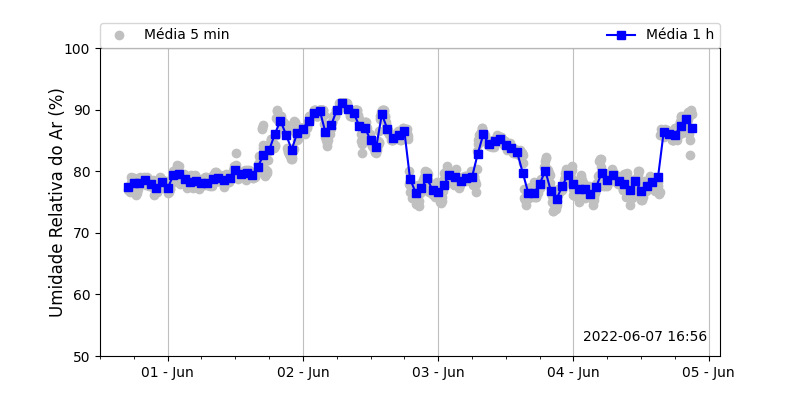 Média 5 min
Média 1 h
Umidade Relativa do Ar (%)
100
90
80
70
60
50
2022-06-07 16:56
01 - Jun
02 - Jun
03 - Jun
04 - Jun
05 - Jun